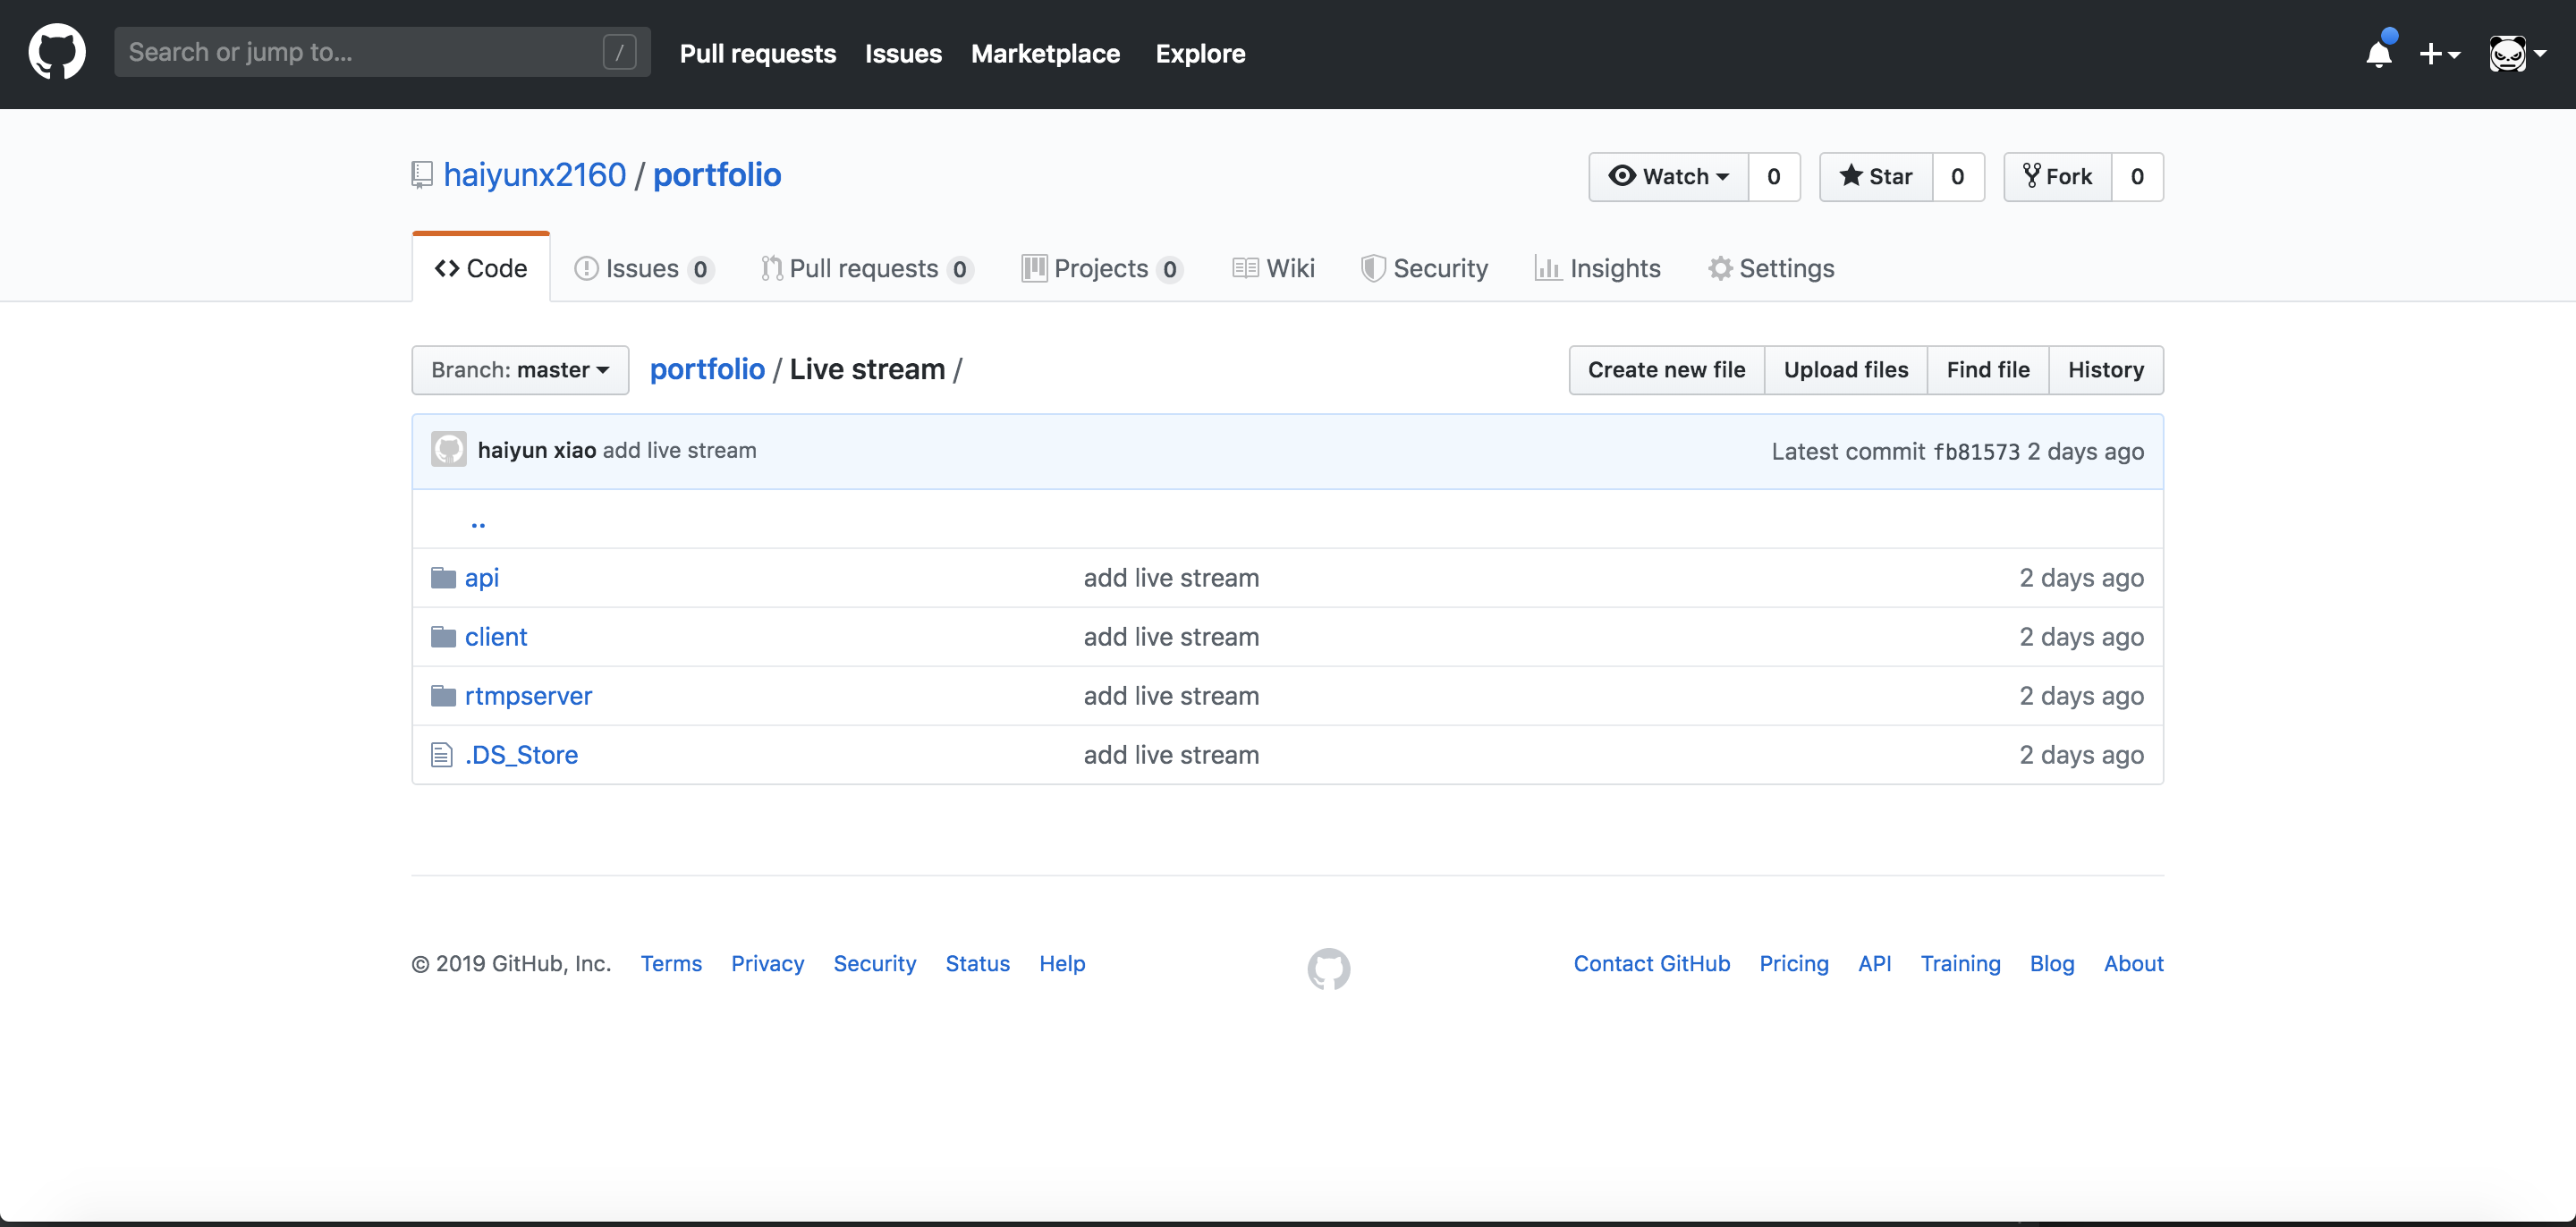 Search or jump to... / Pull requests Issues Marketplace Explore
haiyunx2160 / portfolio Watch 0 Star 0 Fork 0
Code Issues 0 Pull requests 0 Projects 0 Wiki Security Insights Settings
Branch: master portfolio / Live stream / Create new file Upload files Find file History
haiyun xiao add live stream Latest commit fb81573 2 days ago
..
api add live stream 2 days ago
client add live stream 2 days ago
rtmpserver add live stream 2 days ago
.DS_Store add live stream 2 days ago
© 2019 GitHub, Inc. Terms Privacy Security Status Help Contact GitHub Pricing API Training Blog About